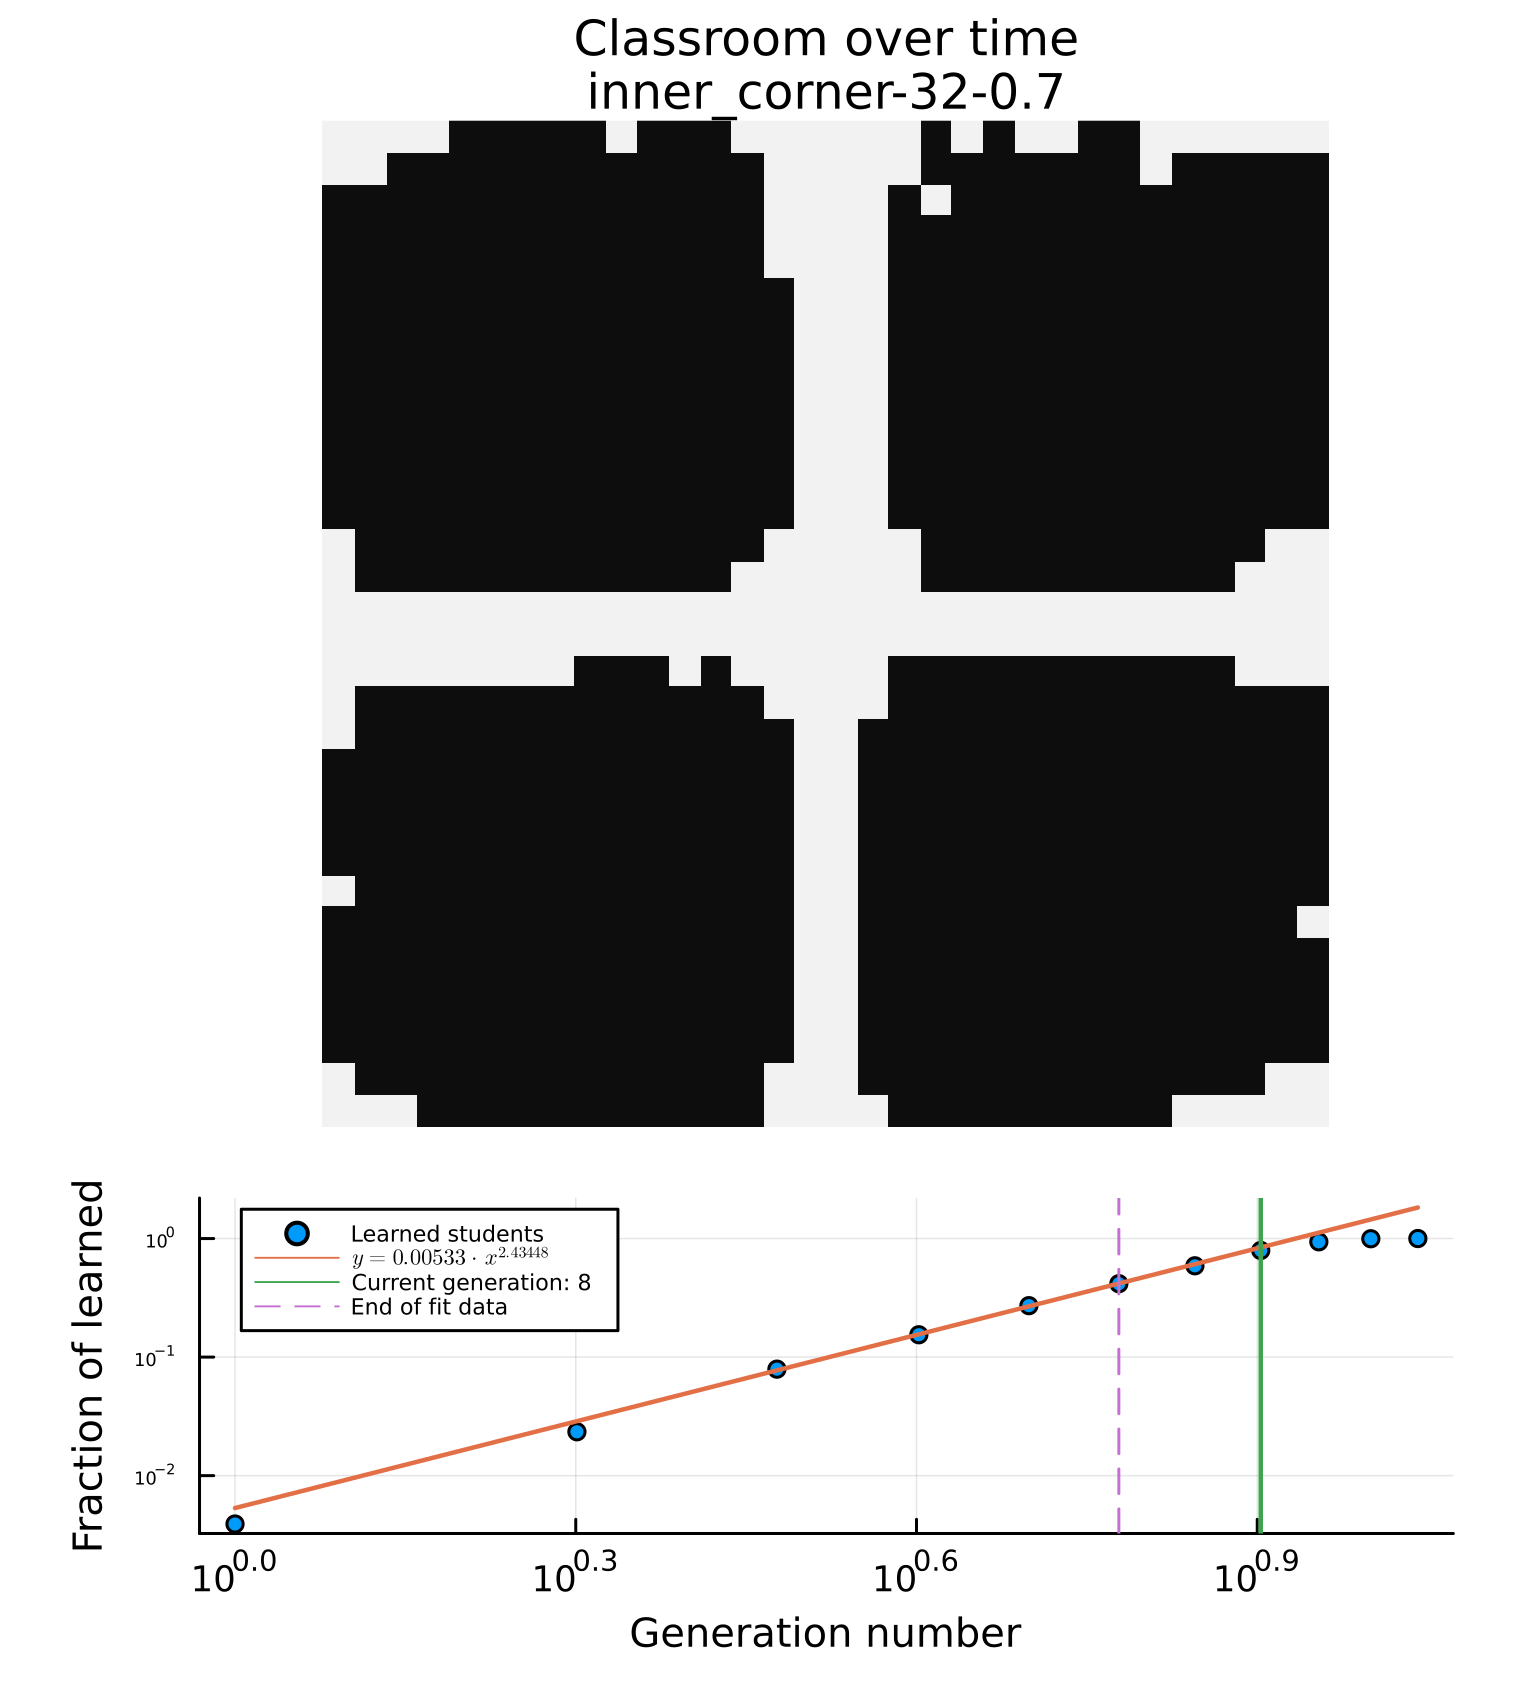 Classroom over time
inner_corner-32-0.7
Fraction of learned
10^0
10^−1
10^−2
Learned students
y = 0.00533 · x^2.43448
Current generation: 8
End of fit data
10^0.0 10^0.3 10^0.6 10^0.9
Generation number